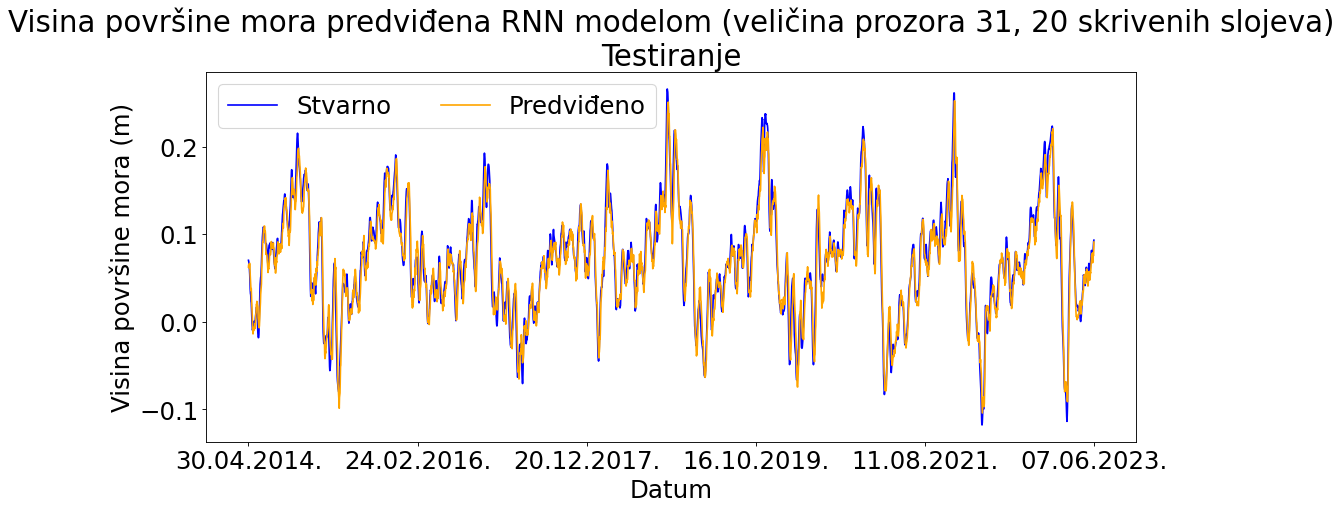 Visina površine mora predviđena RNN modelom (veličina prozora 31, 20 skrivenih slojeva)
Testiranje
Stvarno
Predviđeno
Visina površine mora (m)
0.2
0.1
0.0
−0.1
30.04.2014.
24.02.2016.
20.12.2017.
16.10.2019.
11.08.2021.
07.06.2023.
Datum